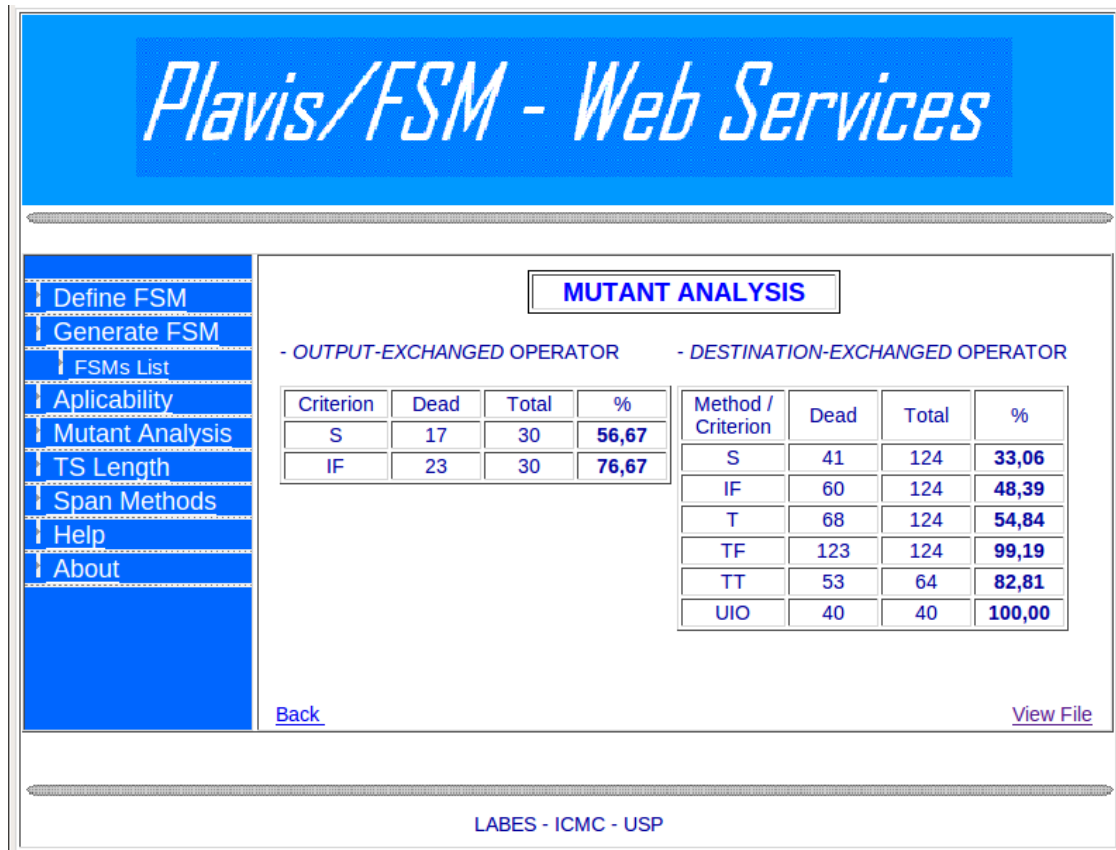 Plavis/FSM - Web Services
Define FSM
Generate FSM
FSMs List
Aplicability
Mutant Analysis
TS Length
Span Methods
Help
About
MUTANT ANALYSIS
- OUTPUT-EXCHANGED OPERATOR
Criterion Dead Total %
S 17 30 56,67
IF 23 30 76,67
- DESTINATION-EXCHANGED OPERATOR
Method / Criterion Dead Total %
S 41 124 33,06
IF 60 124 48,39
T 68 124 54,84
TF 123 124 99,19
TT 53 64 82,81
UIO 40 40 100,00
Back
View File
LABES - ICMC - USP